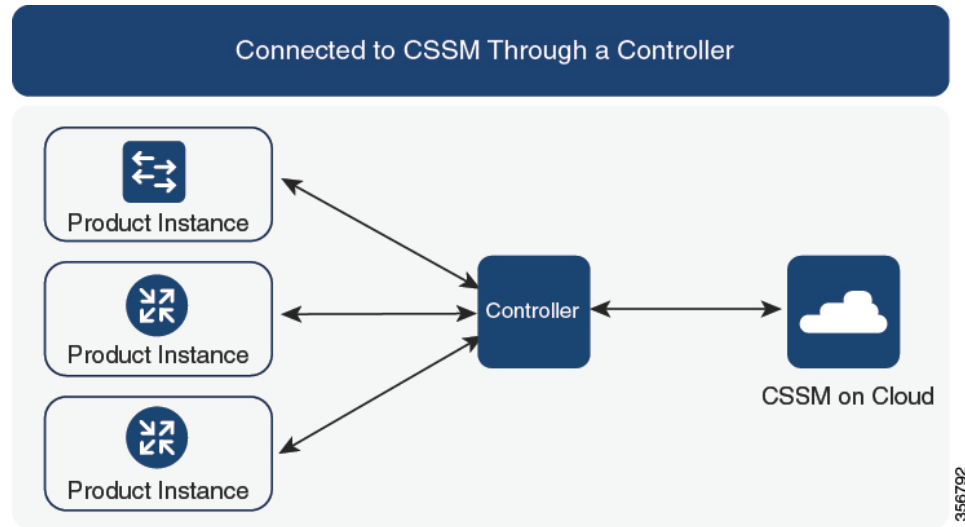 Connected to CSSM Through a Controller
Product Instance
Product Instance
Product Instance
Controller
CSSM on Cloud
356792